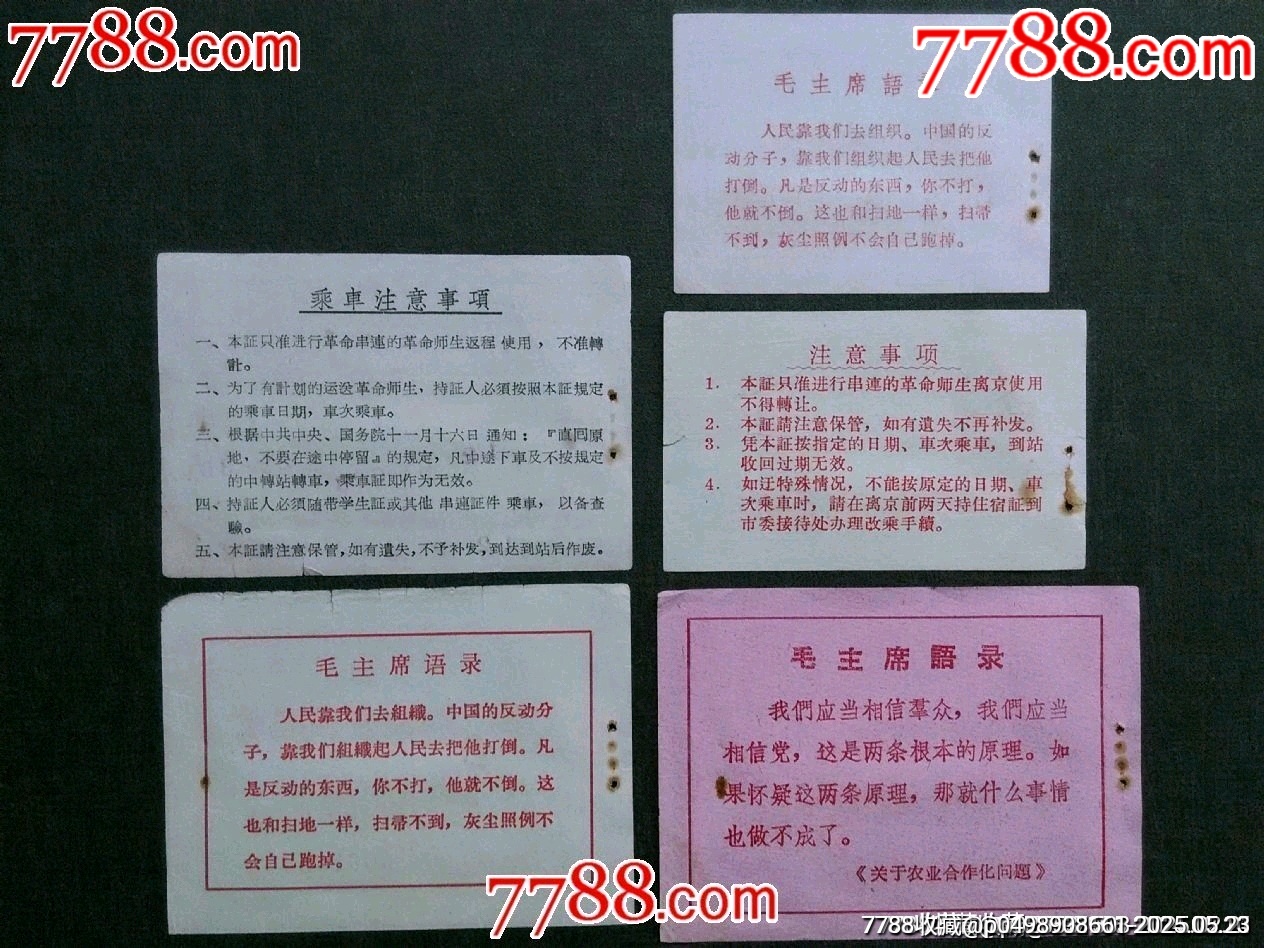 7788.com
7788.com
毛主席語
人民靠我们去组织。中国的反
动分子，靠我们组织起人民去把他
打倒。凡是反动的东西，你不打，
他就不倒。这也和扫地一样，扫帚
不到，灰尘照例不会自己跑掉。
乘車注意事項
一、本証只准进行革命串連的革命师生返程使用，不准轉
計。
二、为了有計划的运送革命师生，持証人必須按照本証規定
的乘車日期，車次乘車。
三、根据中共中央、国务院十一月十六日通知：『直囘原
地，不要在途中停留』的規定，凡中途下車及不按規定
的中轉站轉車，乘車証即作为无效。
四、持証人必須随帶学生証或其他串連証件乘車，以备查
驗。
五、本証請注意保管，如有遺失，不予补发，到达到站后作废。
注意事项
1. 本証只准进行串連的革命师生离京使用
不得轉让。
2. 本証請注意保管，如有遺失不再补发。
3. 凭本証按指定的日期、車次乘車，到站
收回过期无效。
4. 如迂特殊情况，不能按原定的日期、車
次乘車时，請在离京前两天持住宿証到
市委接待处办理改乘手續。
毛主席语录
人民靠我們去組織。中国的反动分
子，靠我們組織起人民去把他打倒。凡
是反动的东西，你不打，他就不倒。这
也和扫地一样，扫帚不到，灰尘照例不
会自己跑掉。
毛主席語录
我們应当相信羣众，我們应当
相信党，这是两条根本的原理。如
果怀疑这两条原理，那就什么事情
也做不成了。
《关于农业合作化问题》
7788.com
7788收藏@p0498908661-2025.05.23